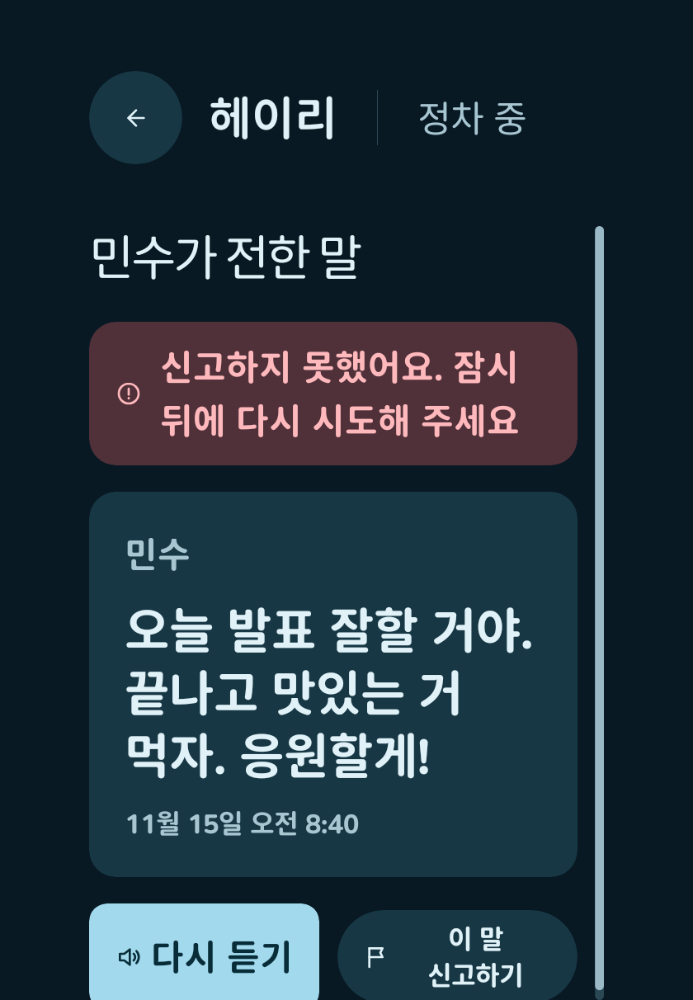 헤이리
정차 중
민수가 전한 말
신고하지 못했어요. 잠시
뒤에 다시 시도해 주세요
민수
오늘 발표 잘할 거야.
끝나고 맛있는 거
먹자. 응원할게!
11월 15일 오전 8:40
다시 듣기
이 말
신고하기